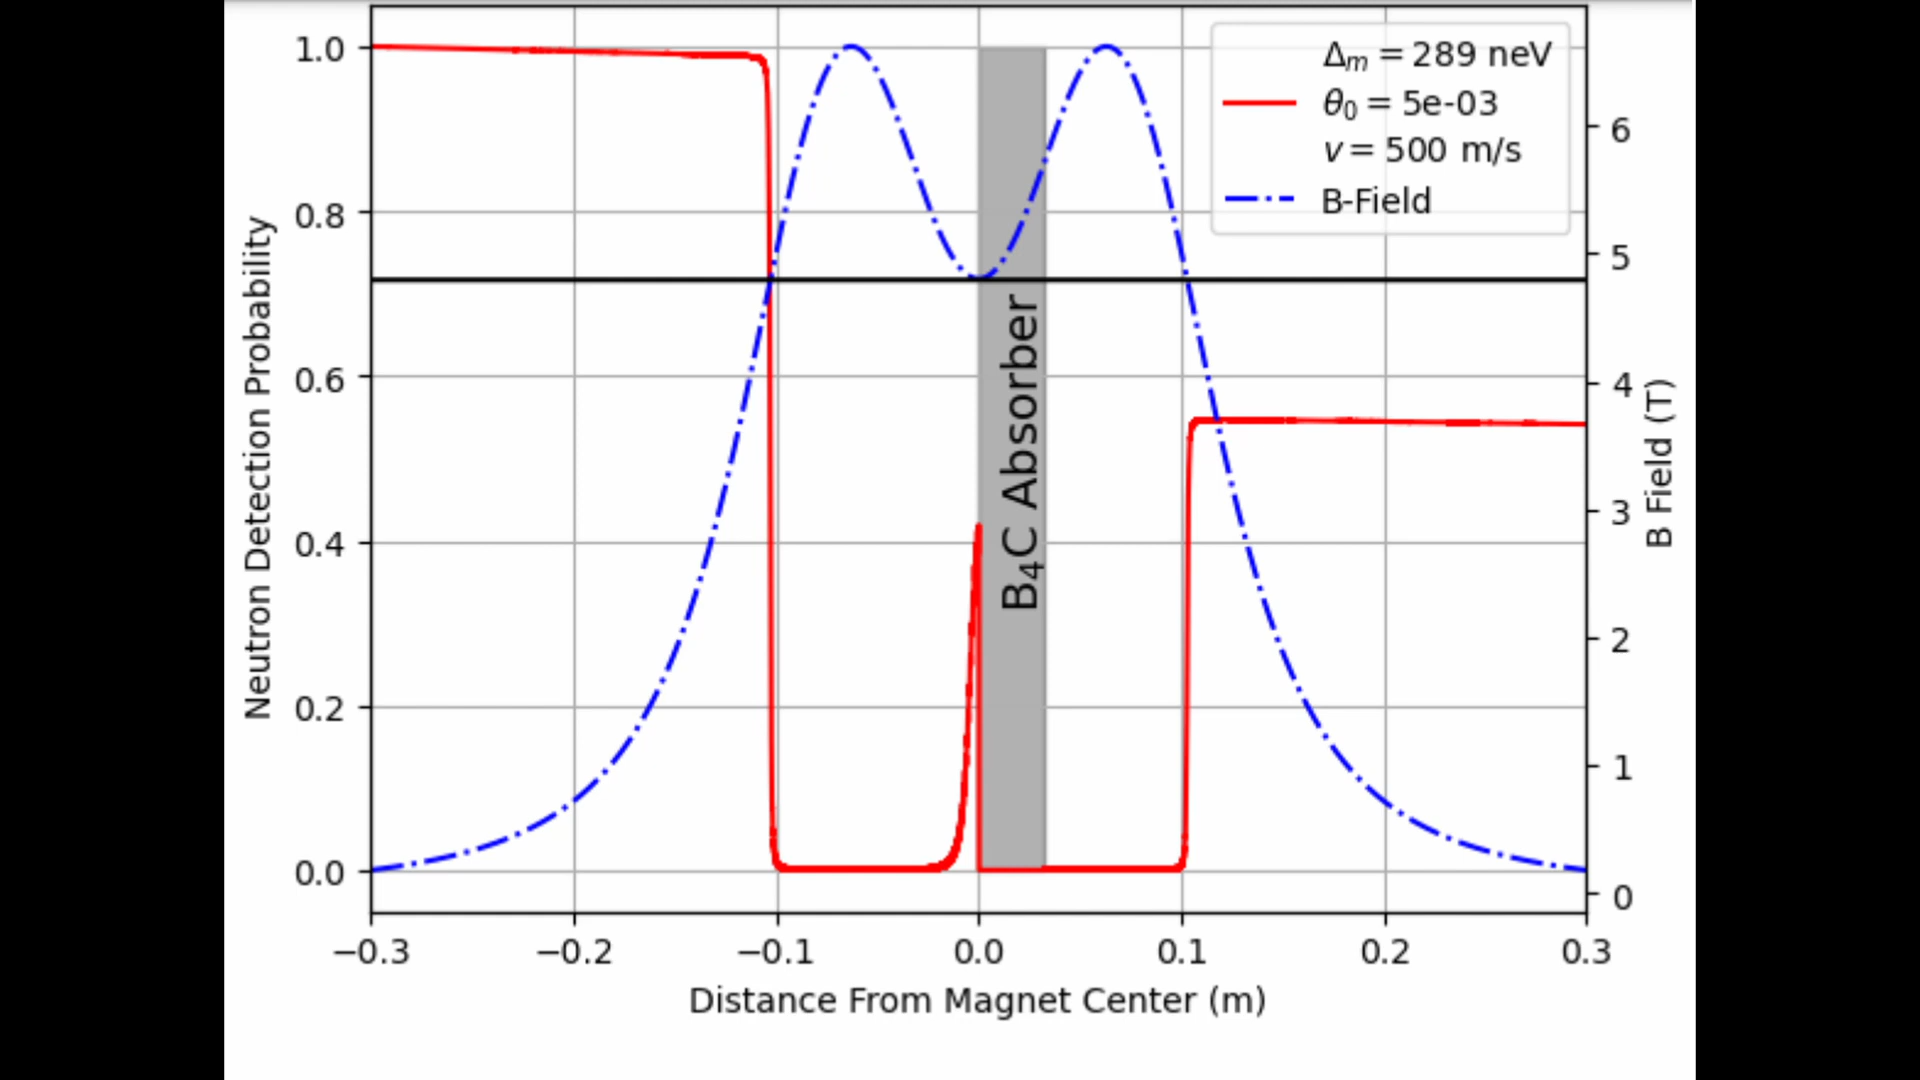 Δm = 289 neV
θ0 = 5e-03
v = 500 m/s
B-Field
Neutron Detection Probability
1.0
0.8
0.6
0.4
0.2
0.0
B4C Absorber
6
5
4
3
2
1
0
B Field (T)
−0.3 −0.2 −0.1 0.0 0.1 0.2 0.3
Distance From Magnet Center (m)